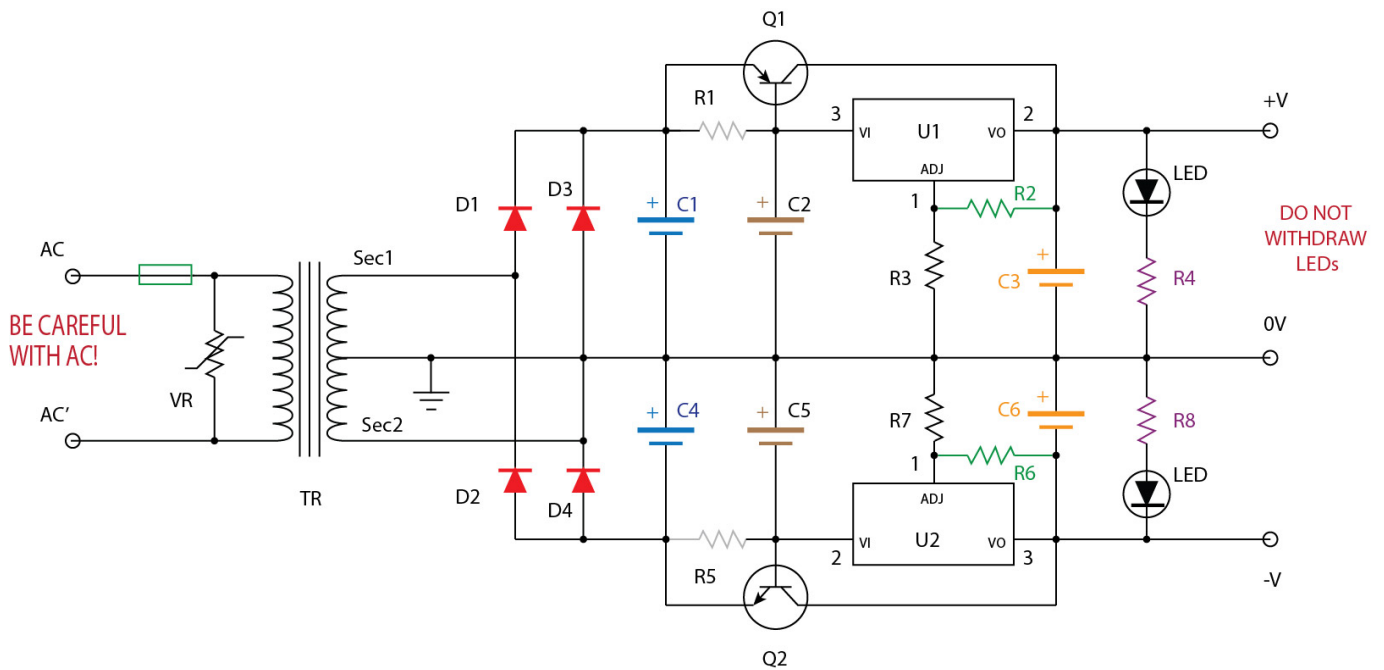 Q1
R1
3
U1
2
+V
VI
VO
ADJ
LED
D1
D3
+
C1
+
C2
1
R2
DO NOT
WITHDRAW
LEDs
AC
Sec1
R3
C3
+
R4
BE CAREFUL
WITH AC!
0V
VR
AC'
Sec2
+
C4
+
C5
R7
C6
+
R8
1
R6
LED
TR
D2
D4
ADJ
R5
2
VI
U2
VO
3
-V
Q2